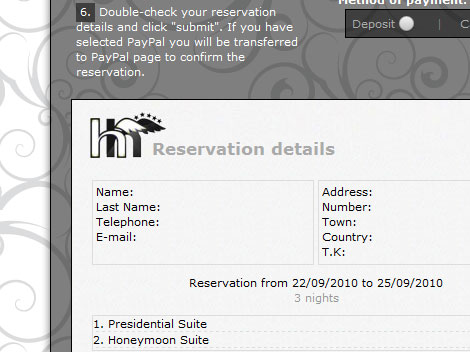 6. Double-check your reservation
details and click "submit". If you have
selected PayPal you will be transferred
to PayPal page to confirm the
reservation.
Method of payment:
Deposit | C
hm
Reservation details
Name:
Last Name:
Telephone:
E-mail:
Address:
Number:
Town:
Country:
T.K:
Reservation from 22/09/2010 to 25/09/2010
3 nights
1. Presidential Suite
2. Honeymoon Suite